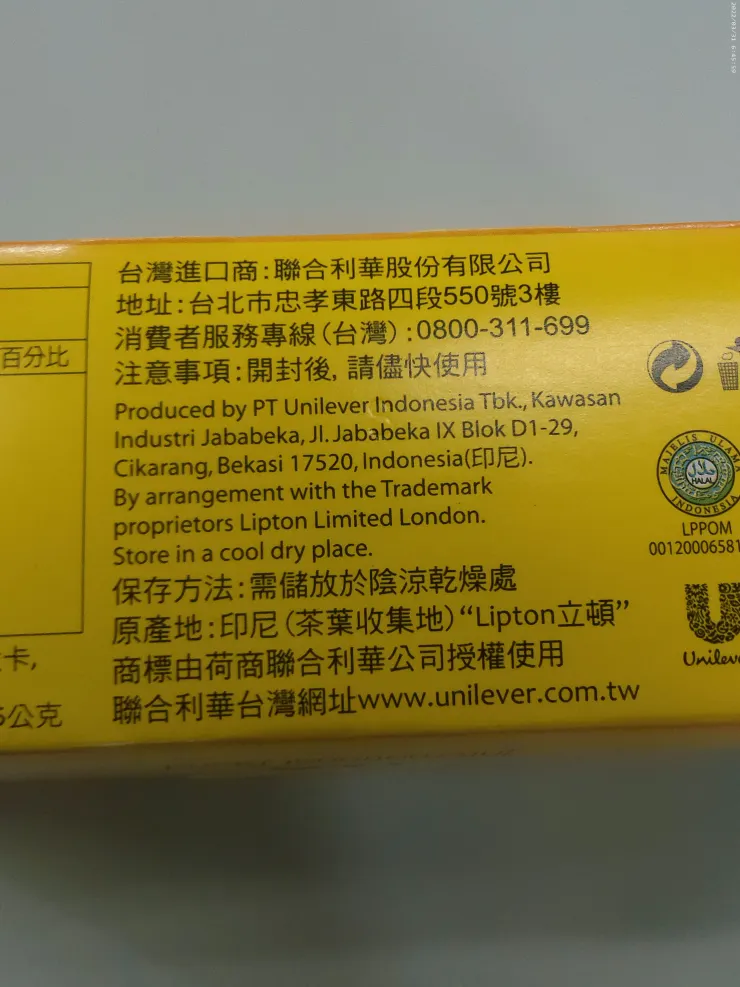 台灣進口商:聯合利華股份有限公司
地址:台北市忠孝東路四段550號3樓
消費者服務專線(台灣):0800-311-699
注意事項:開封後, 請儘快使用
Produced by PT Unilever Indonesia Tbk., Kawasan
Industri Jababeka, Jl. Jababeka IX Blok D1-29,
Cikarang, Bekasi 17520, Indonesia(印尼).
By arrangement with the Trademark
proprietors Lipton Limited London.
Store in a cool dry place.
保存方法:需儲放於陰涼乾燥處
原產地:印尼(茶葉收集地)“Lipton立頓”
商標由荷商聯合利華公司授權使用
聯合利華台灣網址www.unilever.com.tw
百分比
卡,
公克
MAJELIS ULAMA
HALAL
INDONESIA
LPPOM
0012000658